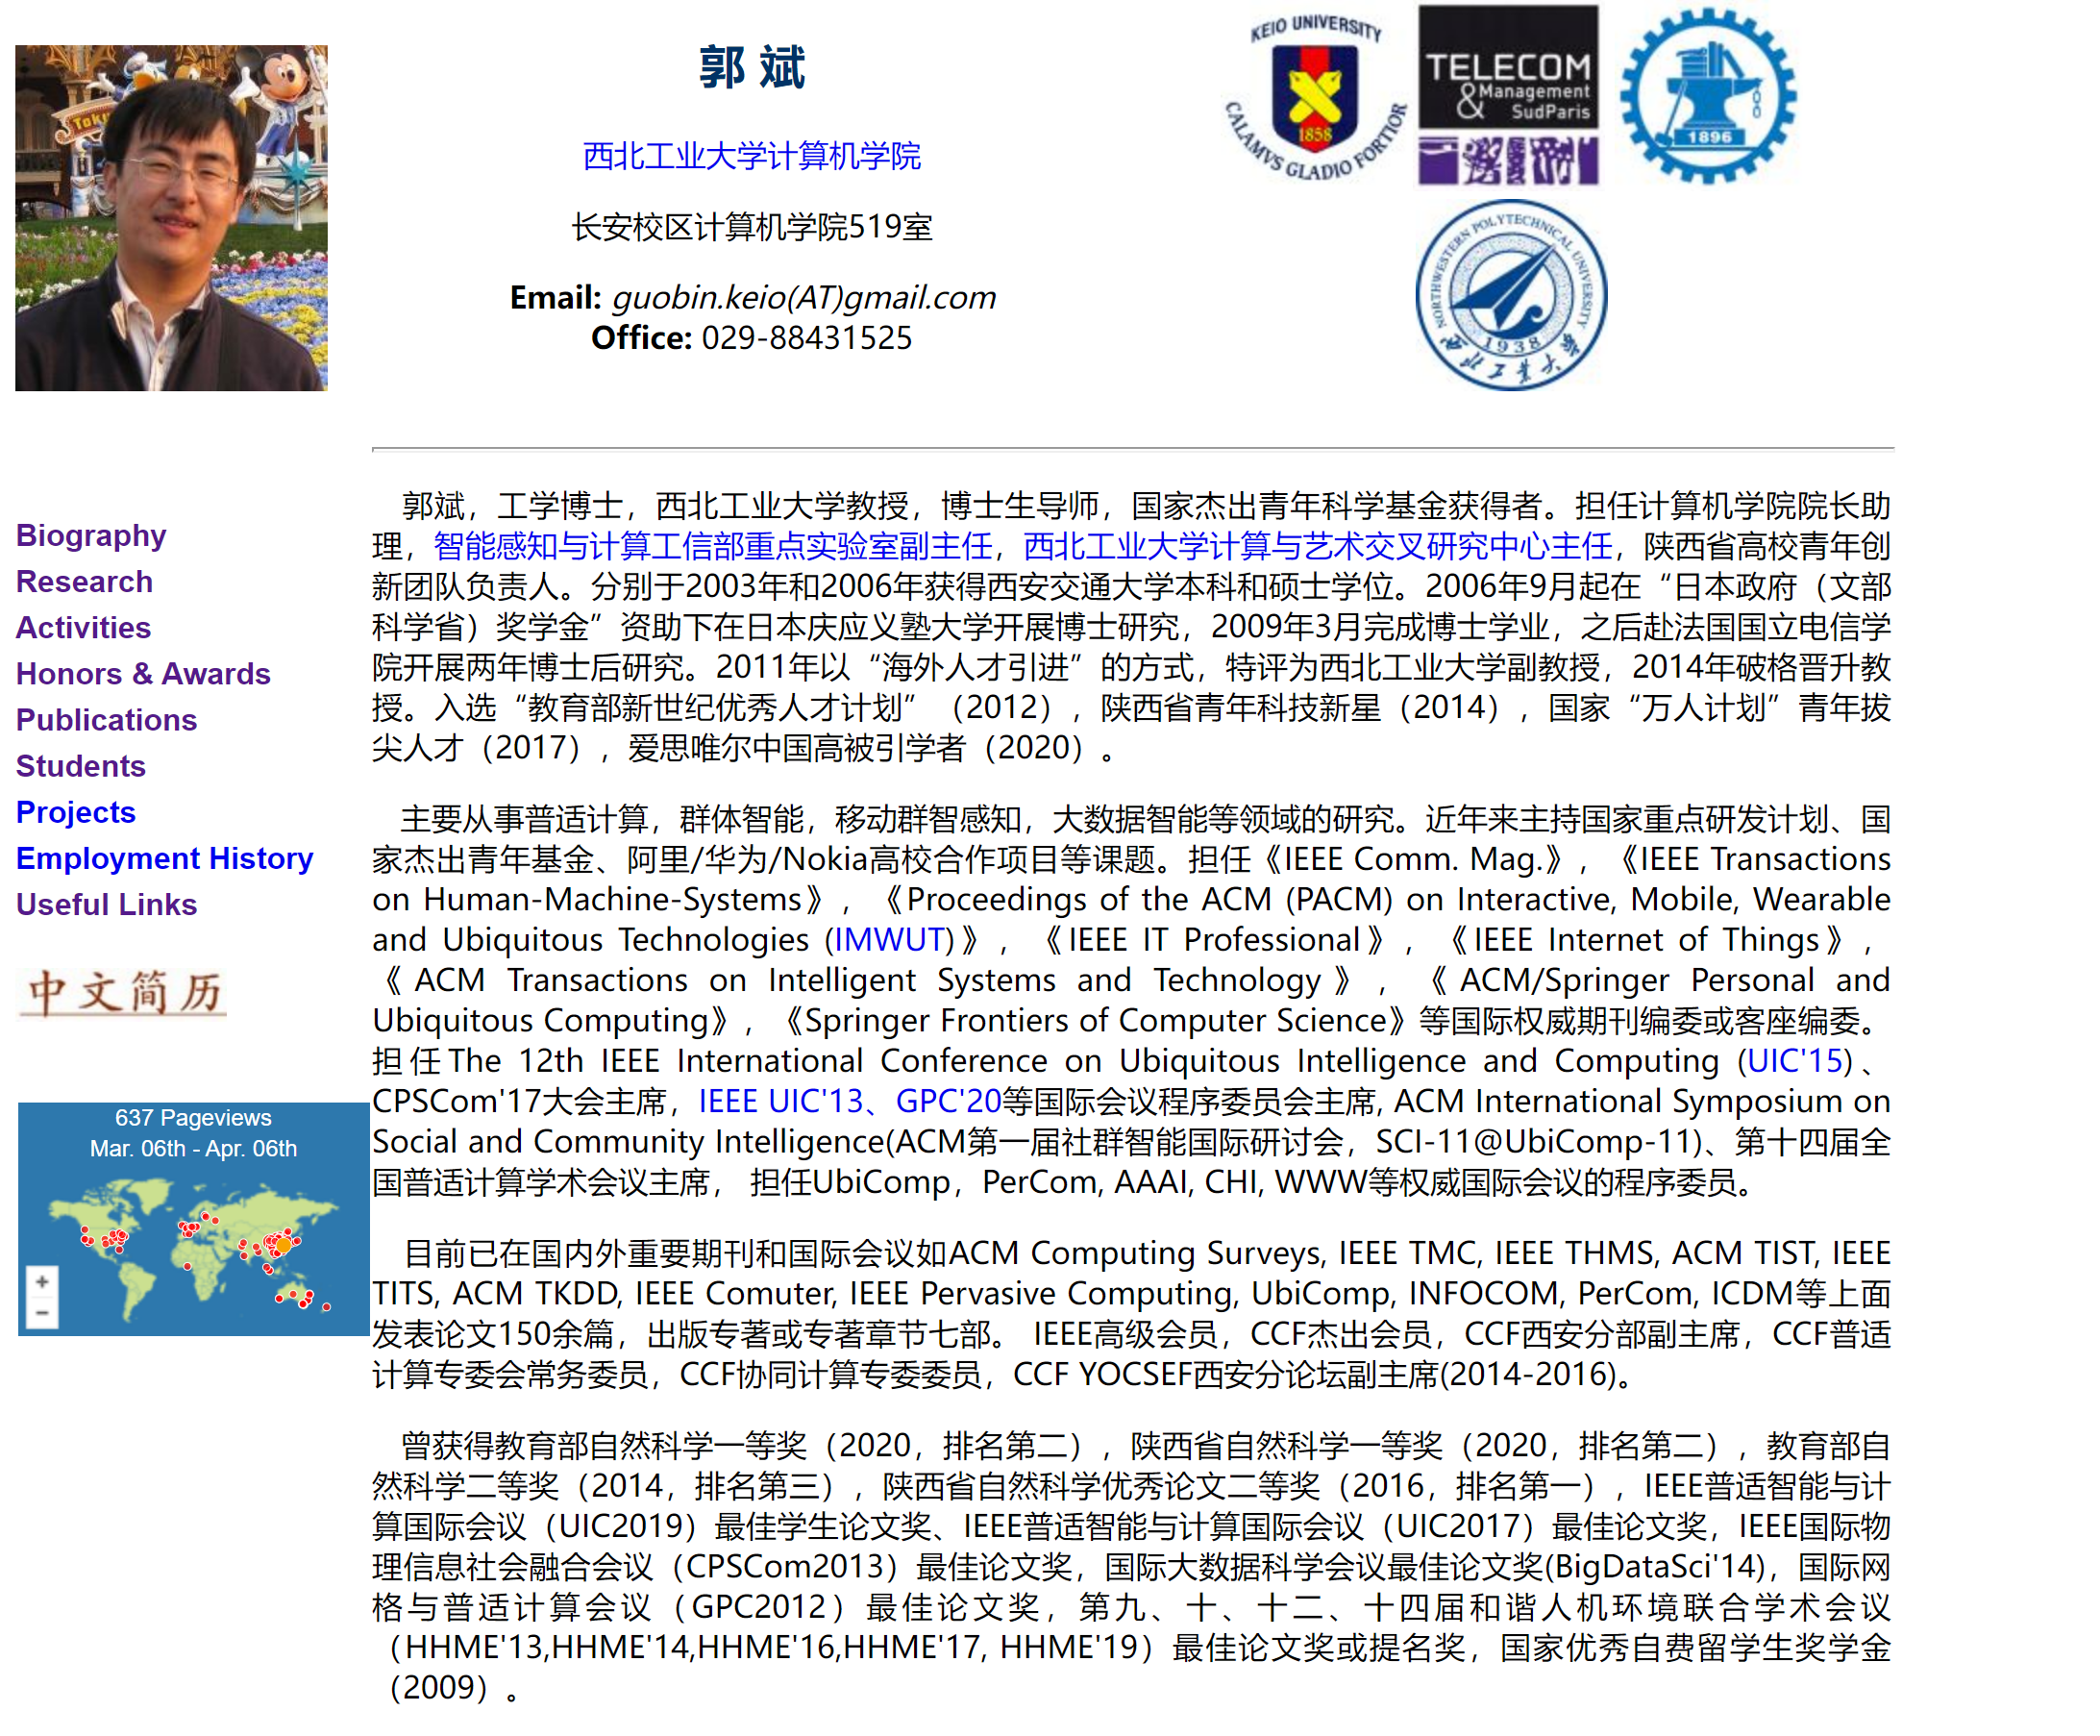 郭 斌
西北工业大学计算机学院
长安校区计算机学院519室
Email: guobin.keio(AT)gmail.com
Office: 029-88431525
KEIO UNIVERSITY
1858
CALAMVS GLADIO FORTIOR
TELECOM
& Management
SudParis
1896
NORTHWESTERN POLYTECHNICAL UNIVERSITY
1938
西北工业大学
Biography
Research
Activities
Honors & Awards
Publications
Students
Projects
Employment History
Useful Links
中文简历
637 Pageviews
Mar. 06th - Apr. 06th
+
−
郭斌，工学博士，西北工业大学教授，博士生导师，国家杰出青年科学基金获得者。担任计算机学院院长助
理，智能感知与计算工信部重点实验室副主任，西北工业大学计算与艺术交叉研究中心主任，陕西省高校青年创
新团队负责人。分别于2003年和2006年获得西安交通大学本科和硕士学位。2006年9月起在“日本政府（文部
科学省）奖学金”资助下在日本庆应义塾大学开展博士研究，2009年3月完成博士学业，之后赴法国国立电信学
院开展两年博士后研究。2011年以“海外人才引进”的方式，特评为西北工业大学副教授，2014年破格晋升教
授。入选“教育部新世纪优秀人才计划”（2012），陕西省青年科技新星（2014），国家“万人计划”青年拔
尖人才（2017），爱思唯尔中国高被引学者（2020）。
主要从事普适计算，群体智能，移动群智感知，大数据智能等领域的研究。近年来主持国家重点研发计划、国
家杰出青年基金、阿里/华为/Nokia高校合作项目等课题。担任《IEEE Comm. Mag.》，《IEEE Transactions
on Human-Machine-Systems》，《Proceedings of the ACM (PACM) on Interactive, Mobile, Wearable
and Ubiquitous Technologies (IMWUT)》，《IEEE IT Professional》，《IEEE Internet of Things》，
《ACM Transactions on Intelligent Systems and Technology》，《ACM/Springer Personal and
Ubiquitous Computing》，《Springer Frontiers of Computer Science》等国际权威期刊编委或客座编委。
担任The 12th IEEE International Conference on Ubiquitous Intelligence and Computing (UIC'15)、
CPSCom'17大会主席，IEEE UIC'13、GPC'20等国际会议程序委员会主席, ACM International Symposium on
Social and Community Intelligence(ACM第一届社群智能国际研讨会，SCI-11@UbiComp-11)、第十四届全
国普适计算学术会议主席， 担任UbiComp，PerCom, AAAI, CHI, WWW等权威国际会议的程序委员。
目前已在国内外重要期刊和国际会议如ACM Computing Surveys, IEEE TMC, IEEE THMS, ACM TIST, IEEE
TITS, ACM TKDD, IEEE Comuter, IEEE Pervasive Computing, UbiComp, INFOCOM, PerCom, ICDM等上面
发表论文150余篇，出版专著或专著章节七部。 IEEE高级会员，CCF杰出会员，CCF西安分部副主席，CCF普适
计算专委会常务委员，CCF协同计算专委委员，CCF YOCSEF西安分论坛副主席(2014-2016)。
曾获得教育部自然科学一等奖（2020，排名第二），陕西省自然科学一等奖（2020，排名第二），教育部自
然科学二等奖（2014，排名第三），陕西省自然科学优秀论文二等奖（2016，排名第一），IEEE普适智能与计
算国际会议（UIC2019）最佳学生论文奖、IEEE普适智能与计算国际会议（UIC2017）最佳论文奖，IEEE国际物
理信息社会融合会议（CPSCom2013）最佳论文奖，国际大数据科学会议最佳论文奖(BigDataSci'14)，国际网
格与普适计算会议（GPC2012）最佳论文奖，第九、十、十二、十四届和谐人机环境联合学术会议
（HHME'13,HHME'14,HHME'16,HHME'17, HHME'19）最佳论文奖或提名奖，国家优秀自费留学生奖学金
（2009）。